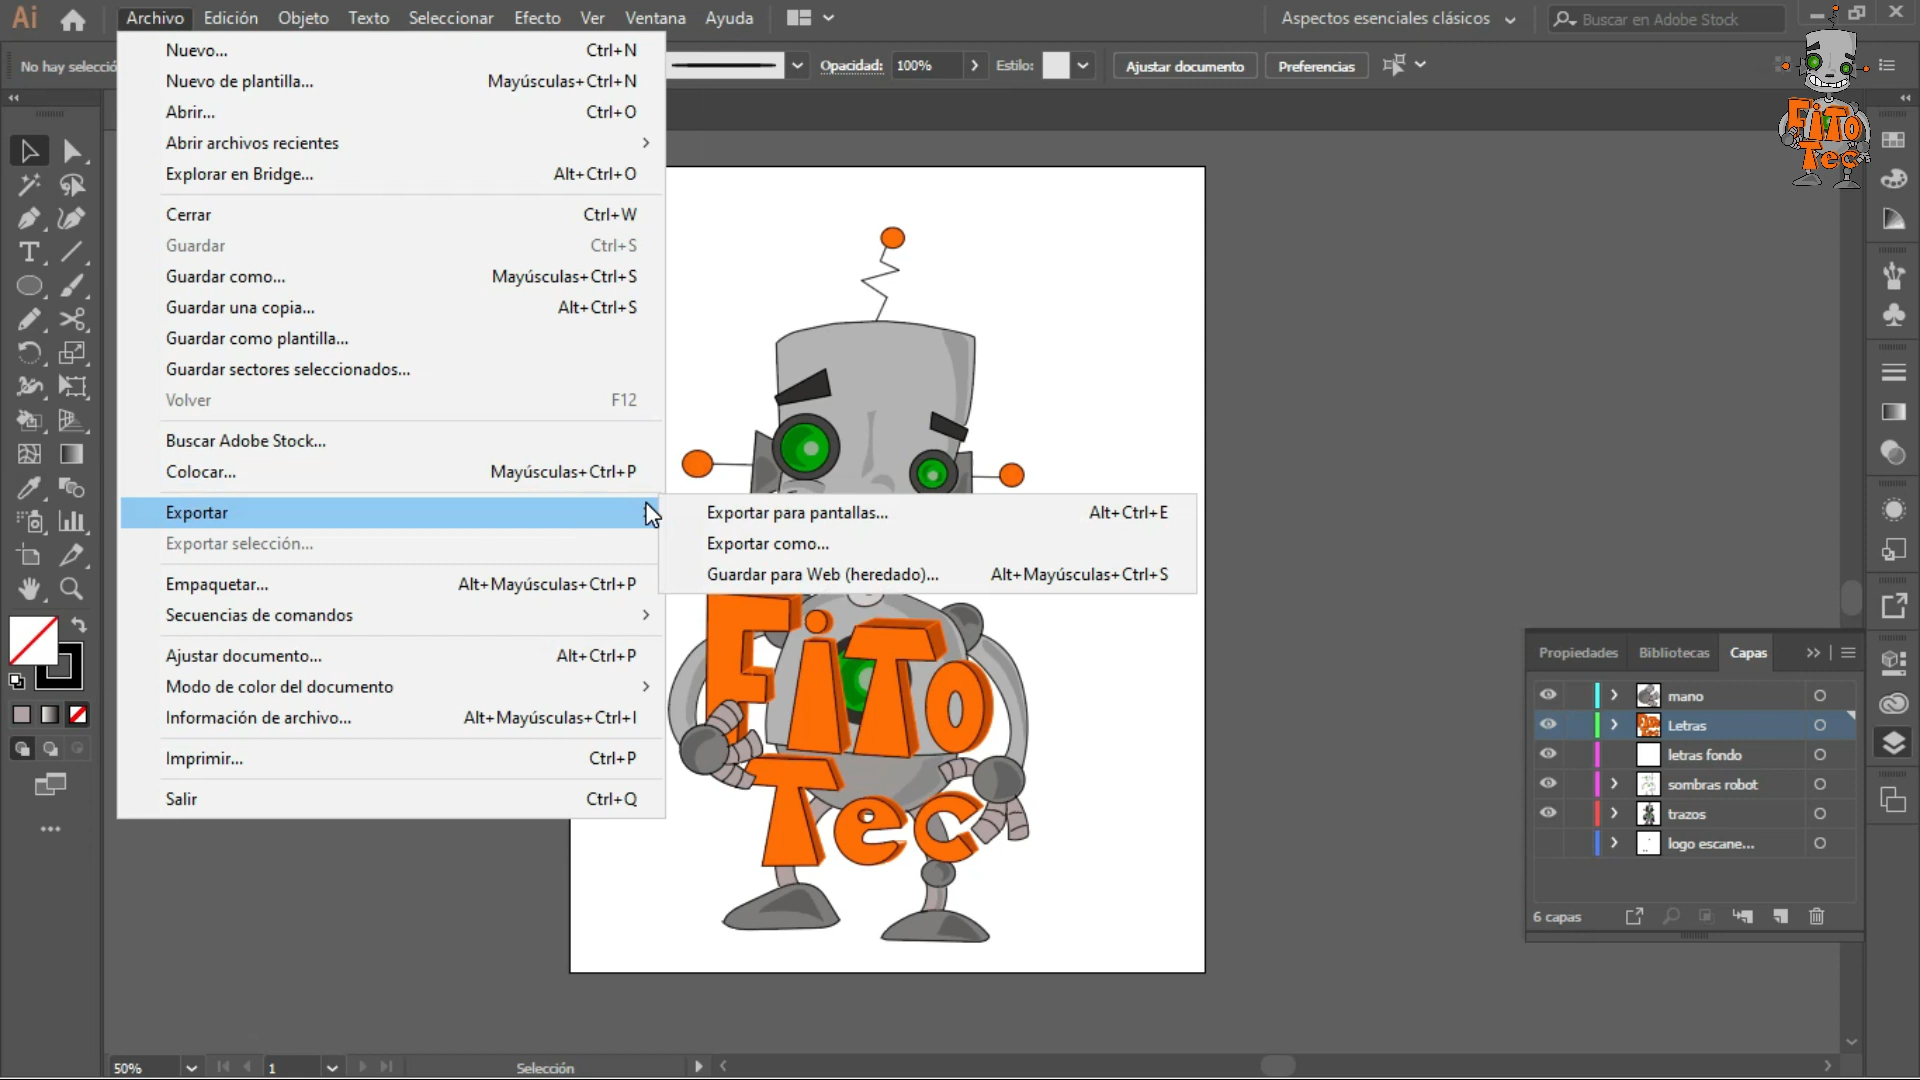 Ai Archivo Edición Objeto Texto Seleccionar Efecto Ver Ventana Ayuda Aspectos esenciales clásicos Buscar en Adobe Stock
No hay selecció Opacidad: 100% Estilo: Ajustar documento Preferencias
Nuevo... Ctrl+N
Nuevo de plantilla... Mayúsculas+Ctrl+N
Abrir... Ctrl+O
Abrir archivos recientes
Explorar en Bridge... Alt+Ctrl+O
Cerrar Ctrl+W
Guardar Ctrl+S
Guardar como... Mayúsculas+Ctrl+S
Guardar una copia... Alt+Ctrl+S
Guardar como plantilla...
Guardar sectores seleccionados...
Volver F12
Buscar Adobe Stock...
Colocar... Mayúsculas+Ctrl+P
Exportar
Exportar selección...
Empaquetar... Alt+Mayúsculas+Ctrl+P
Secuencias de comandos
Ajustar documento... Alt+Ctrl+P
Modo de color del documento
Información de archivo... Alt+Mayúsculas+Ctrl+I
Imprimir... Ctrl+P
Salir Ctrl+Q
Exportar para pantallas... Alt+Ctrl+E
Exportar como...
Guardar para Web (heredado)... Alt+Mayúsculas+Ctrl+S
FiTo
Tec
FiTo
Tec
Propiedades Bibliotecas Capas
mano
Letras
letras fondo
sombras robot
trazos
logo escane...
6 capas
50% 1 Selección